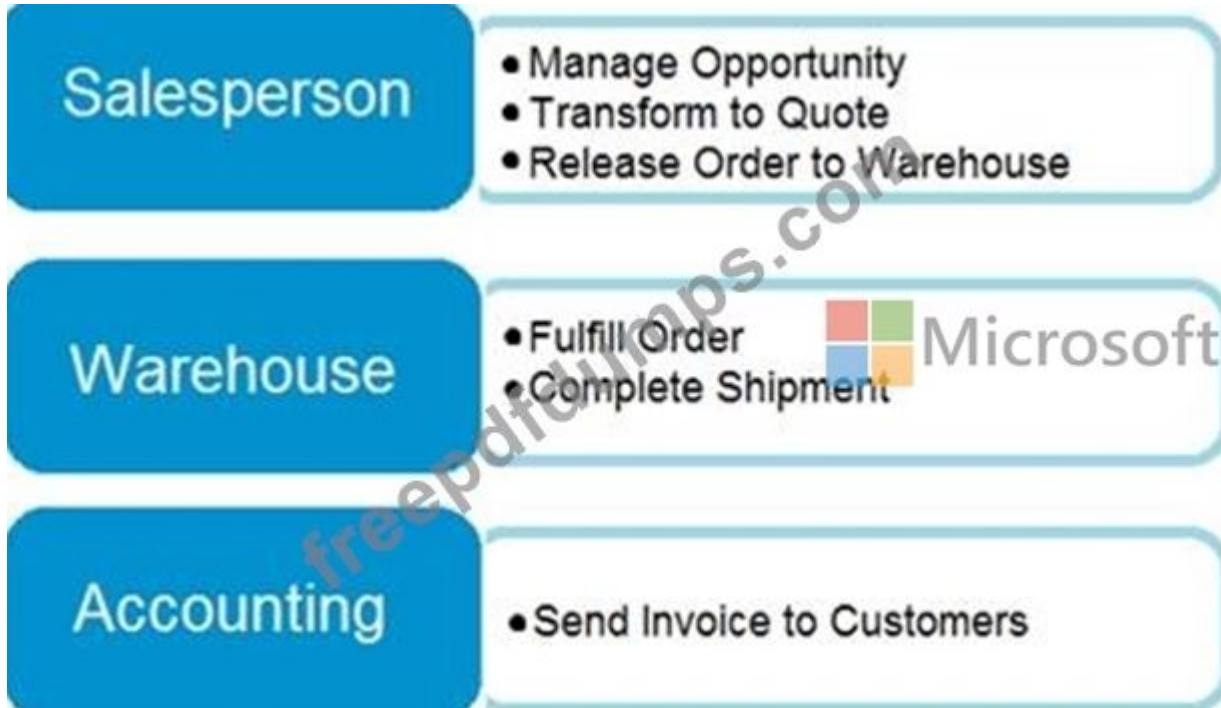 Salesperson
• Manage Opportunity
• Transform to Quote
• Release Order to Warehouse
Warehouse
• Fulfill Order
• Complete Shipment
Microsoft
Accounting
• Send Invoice to Customers
freepdfdumps.com